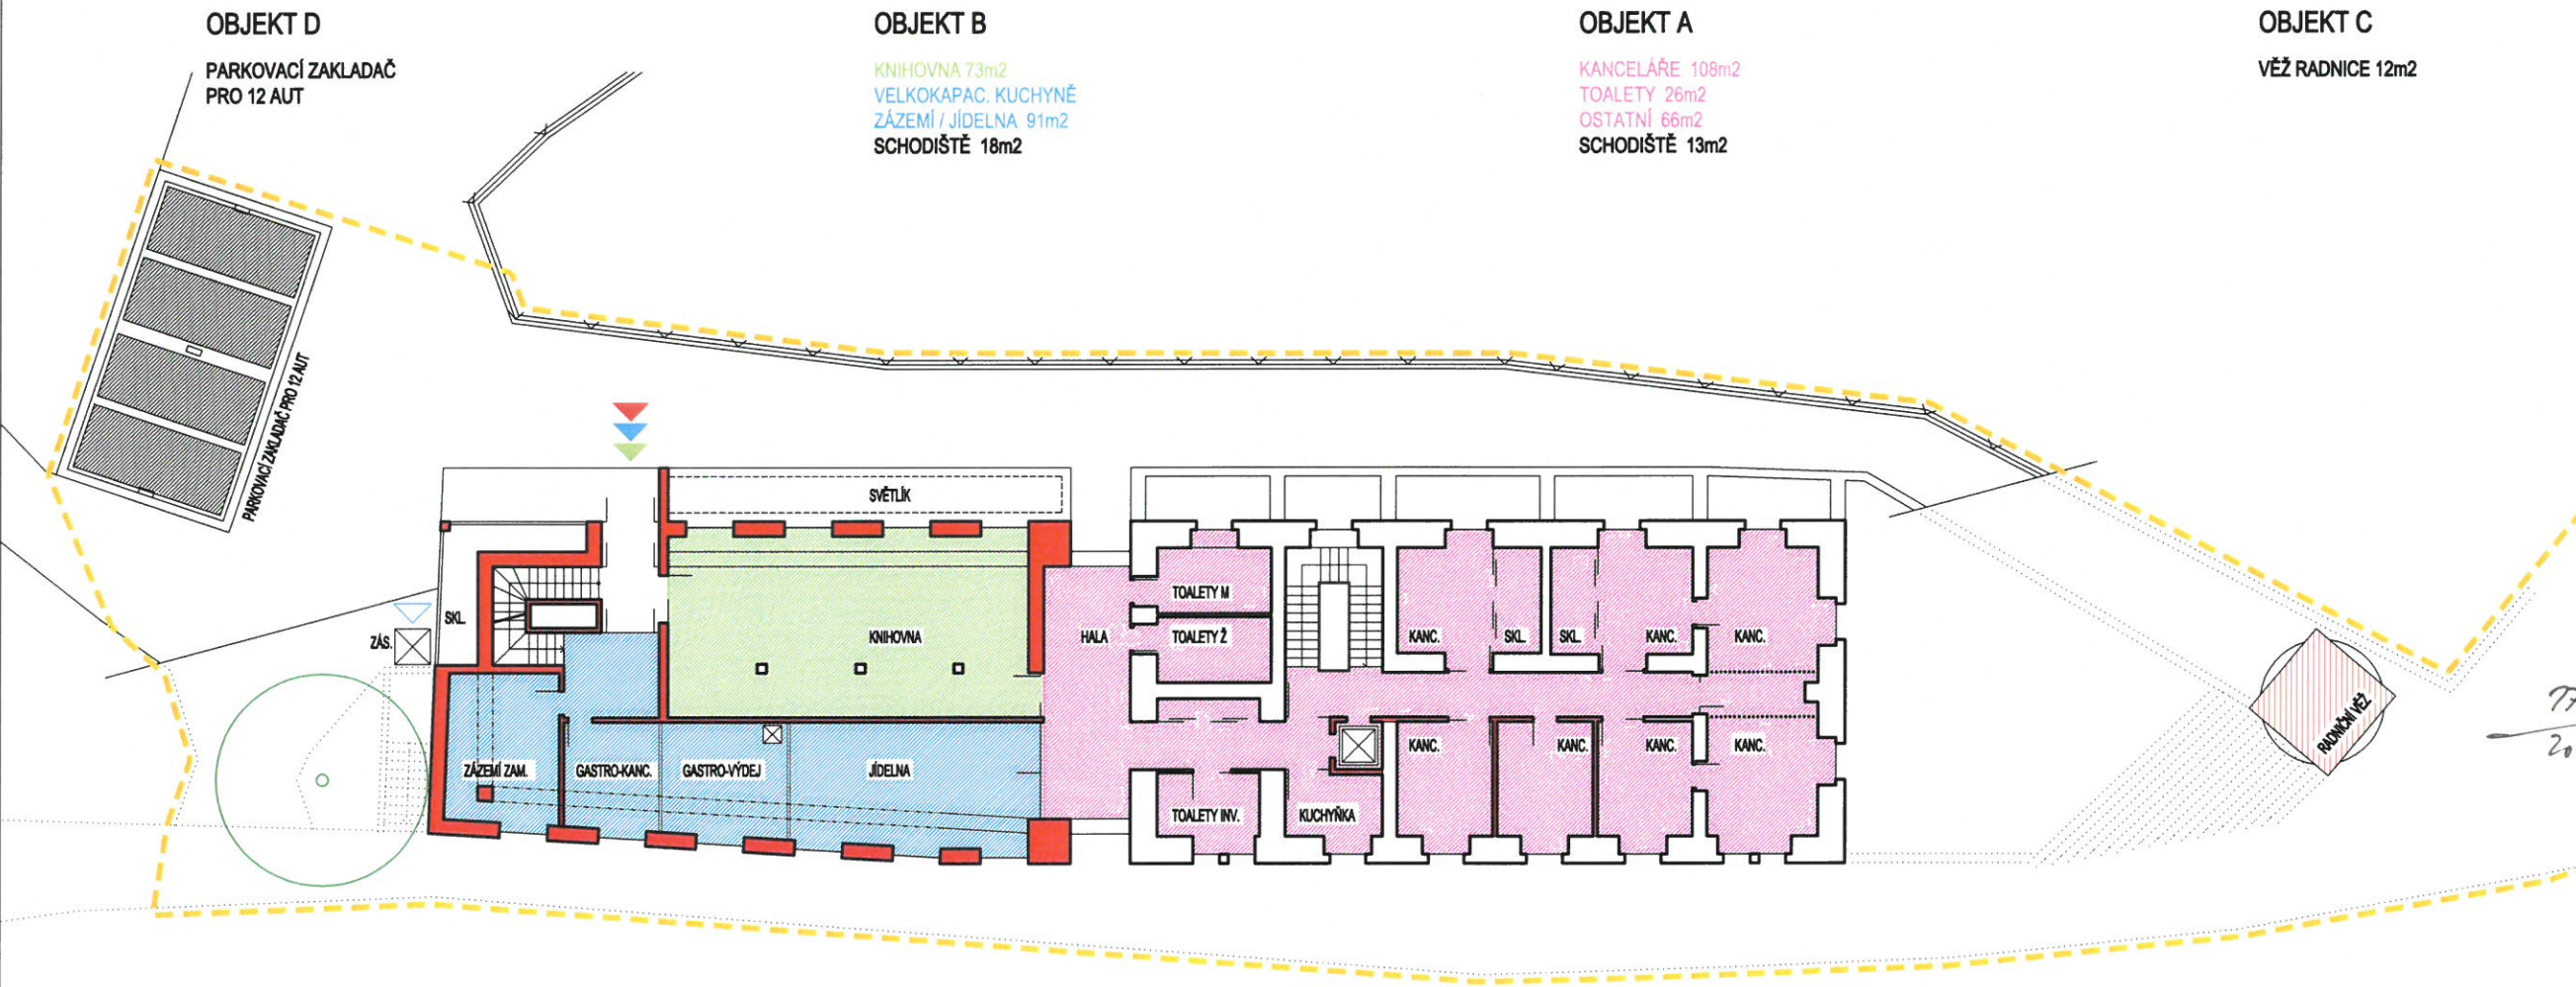 OBJEKT D
PARKOVACÍ ZAKLADAČ
PRO 12 AUT
OBJEKT B
KNIHOVNA 73m2
VELKOKAPAC. KUCHYNĚ
ZÁZEMÍ / JÍDELNA 91m2
SCHODIŠTĚ 18m2
OBJEKT A
KANCELÁŘE 108m2
TOALETY 26m2
OSTATNÍ 66m2
SCHODIŠTĚ 13m2
OBJEKT C
VĚŽ RADNICE 12m2
PARKOVACÍ ZAKLADAČ PRO 12 AUT
SVĚTLÍK
TOALETY M
SKL.
ZÁS.
KNIHOVNA
HALA
TOALETY Ž
KANC.
SKL.
SKL.
KANC.
KANC.
ZÁZEMÍ ZAM.
GASTRO-KANC.
GASTRO-VÝDEJ
JÍDELNA
KANC.
KANC.
KANC.
KANC.
TOALETY INV.
KUCHYŇKA
RADNIČNÍ VĚŽ